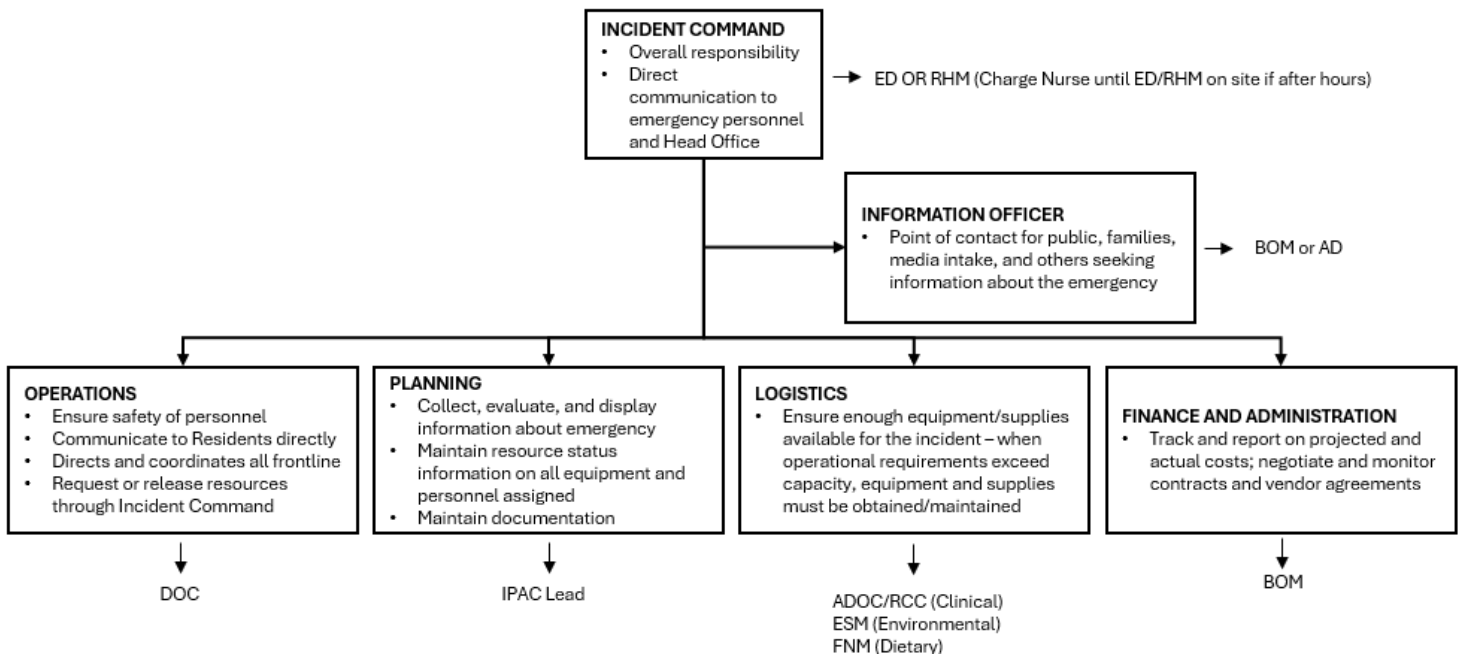 INCIDENT COMMAND
• Overall responsibility
• Direct
communication to
emergency personnel
and Head Office
ED OR RHM (Charge Nurse until ED/RHM on site if after hours)
INFORMATION OFFICER
• Point of contact for public, families,
media intake, and others seeking
information about the emergency
BOM or AD
OPERATIONS
• Ensure safety of personnel
• Communicate to Residents directly
• Directs and coordinates all frontline
• Request or release resources
through Incident Command
DOC
PLANNING
• Collect, evaluate, and display
information about emergency
• Maintain resource status
information on all equipment and
personnel assigned
• Maintain documentation
IPAC Lead
LOGISTICS
• Ensure enough equipment/supplies
available for the incident – when
operational requirements exceed
capacity, equipment and supplies
must be obtained/maintained
ADOC/RCC (Clinical)
ESM (Environmental)
FNM (Dietary)
FINANCE AND ADMINISTRATION
• Track and report on projected and
actual costs; negotiate and monitor
contracts and vendor agreements
BOM